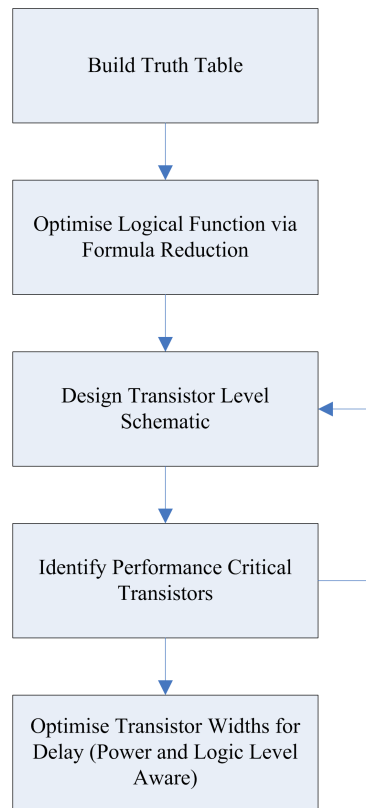 Build Truth Table
Optimise Logical Function via
Formula Reduction
Design Transistor Level
Schematic
Identify Performance Critical
Transistors
Optimise Transistor Widths for
Delay (Power and Logic Level
Aware)